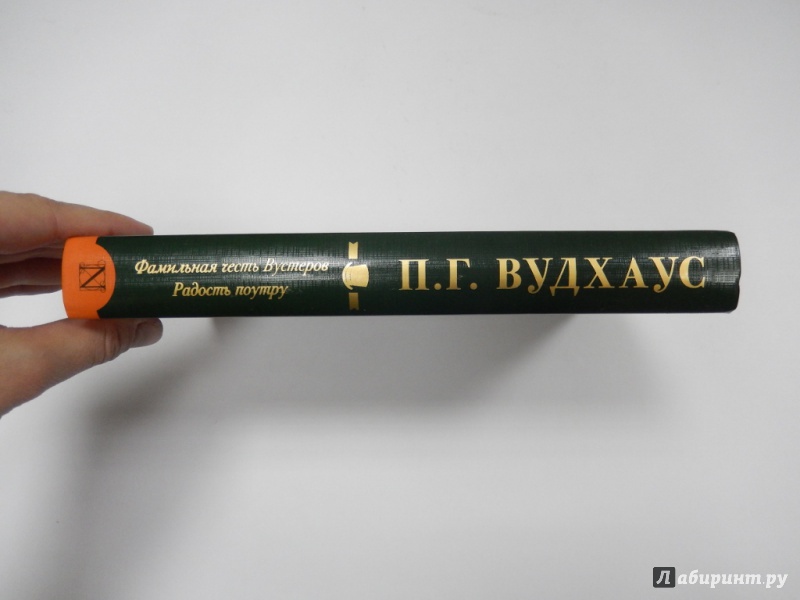 Фамильная честь Вустеров
Радость поутру
П.Г. ВУДХАУС
N
Лабиринт.ру